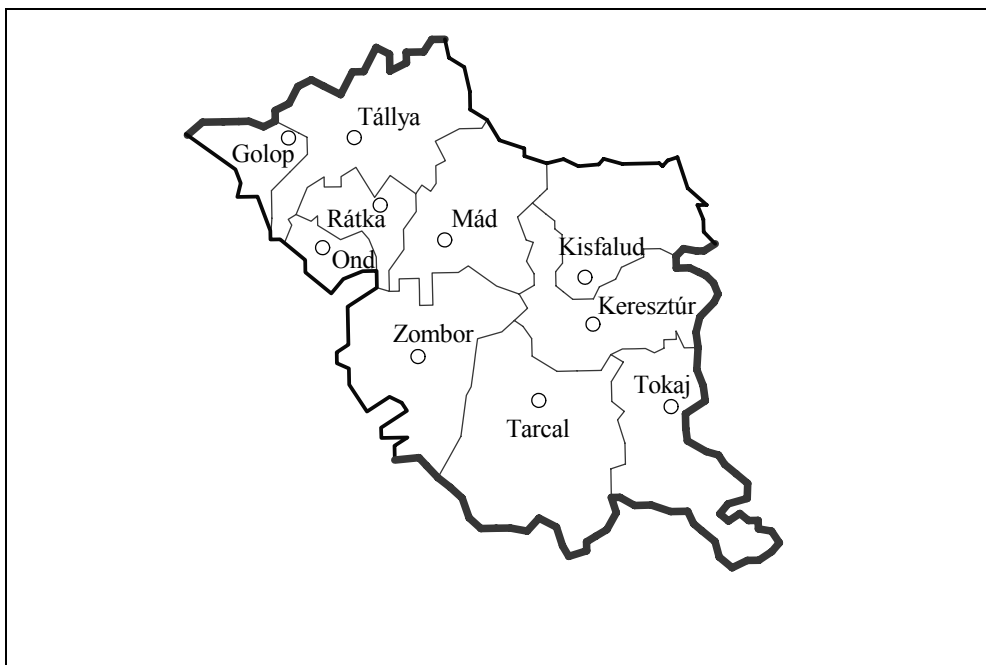 Tállya
Golop
Rátka
Mád
Ond
Kisfalud
Keresztúr
Zombor
Tokaj
Tarcal